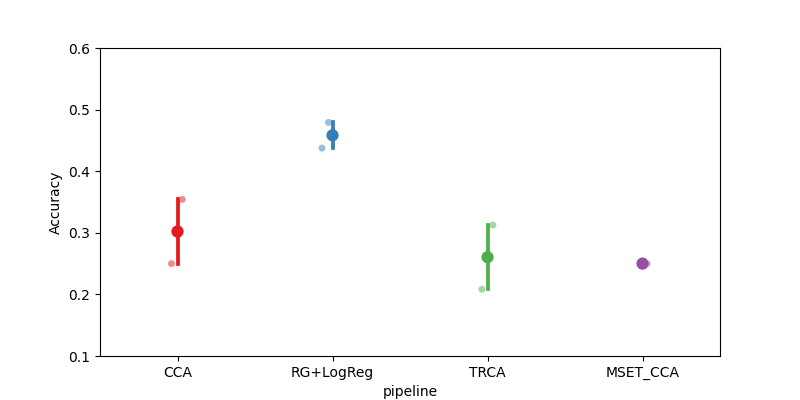 0.6
0.5
0.4
0.3
0.2
0.1
Accuracy
CCA
RG+LogReg
TRCA
MSET_CCA
pipeline